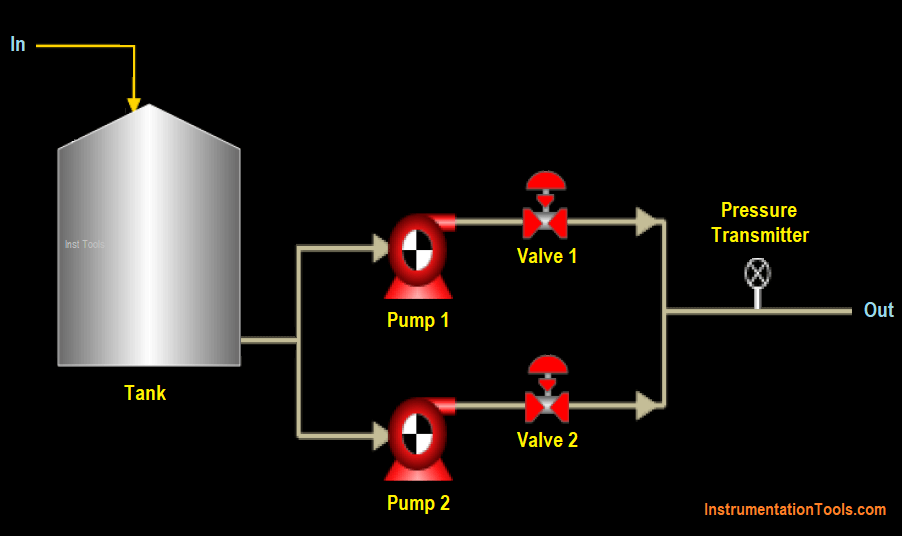 In
Pressure
Transmitter
Inst Tools
Valve 1
Out
Pump 1
Tank
Valve 2
Pump 2
InstrumentationTools.com